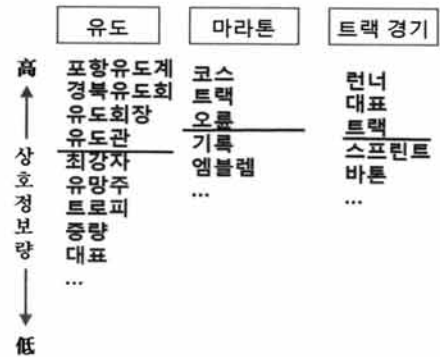 유도
마라톤
트랙 경기
高
상호정보량
低
포항유도계
경북유도회
유도회장
유도관
최강자
유망주
트로피
중량
대표
...
코스
트랙
오륜
기록
엠블렘
...
런너
대표
트랙
스프린트
바톤
...